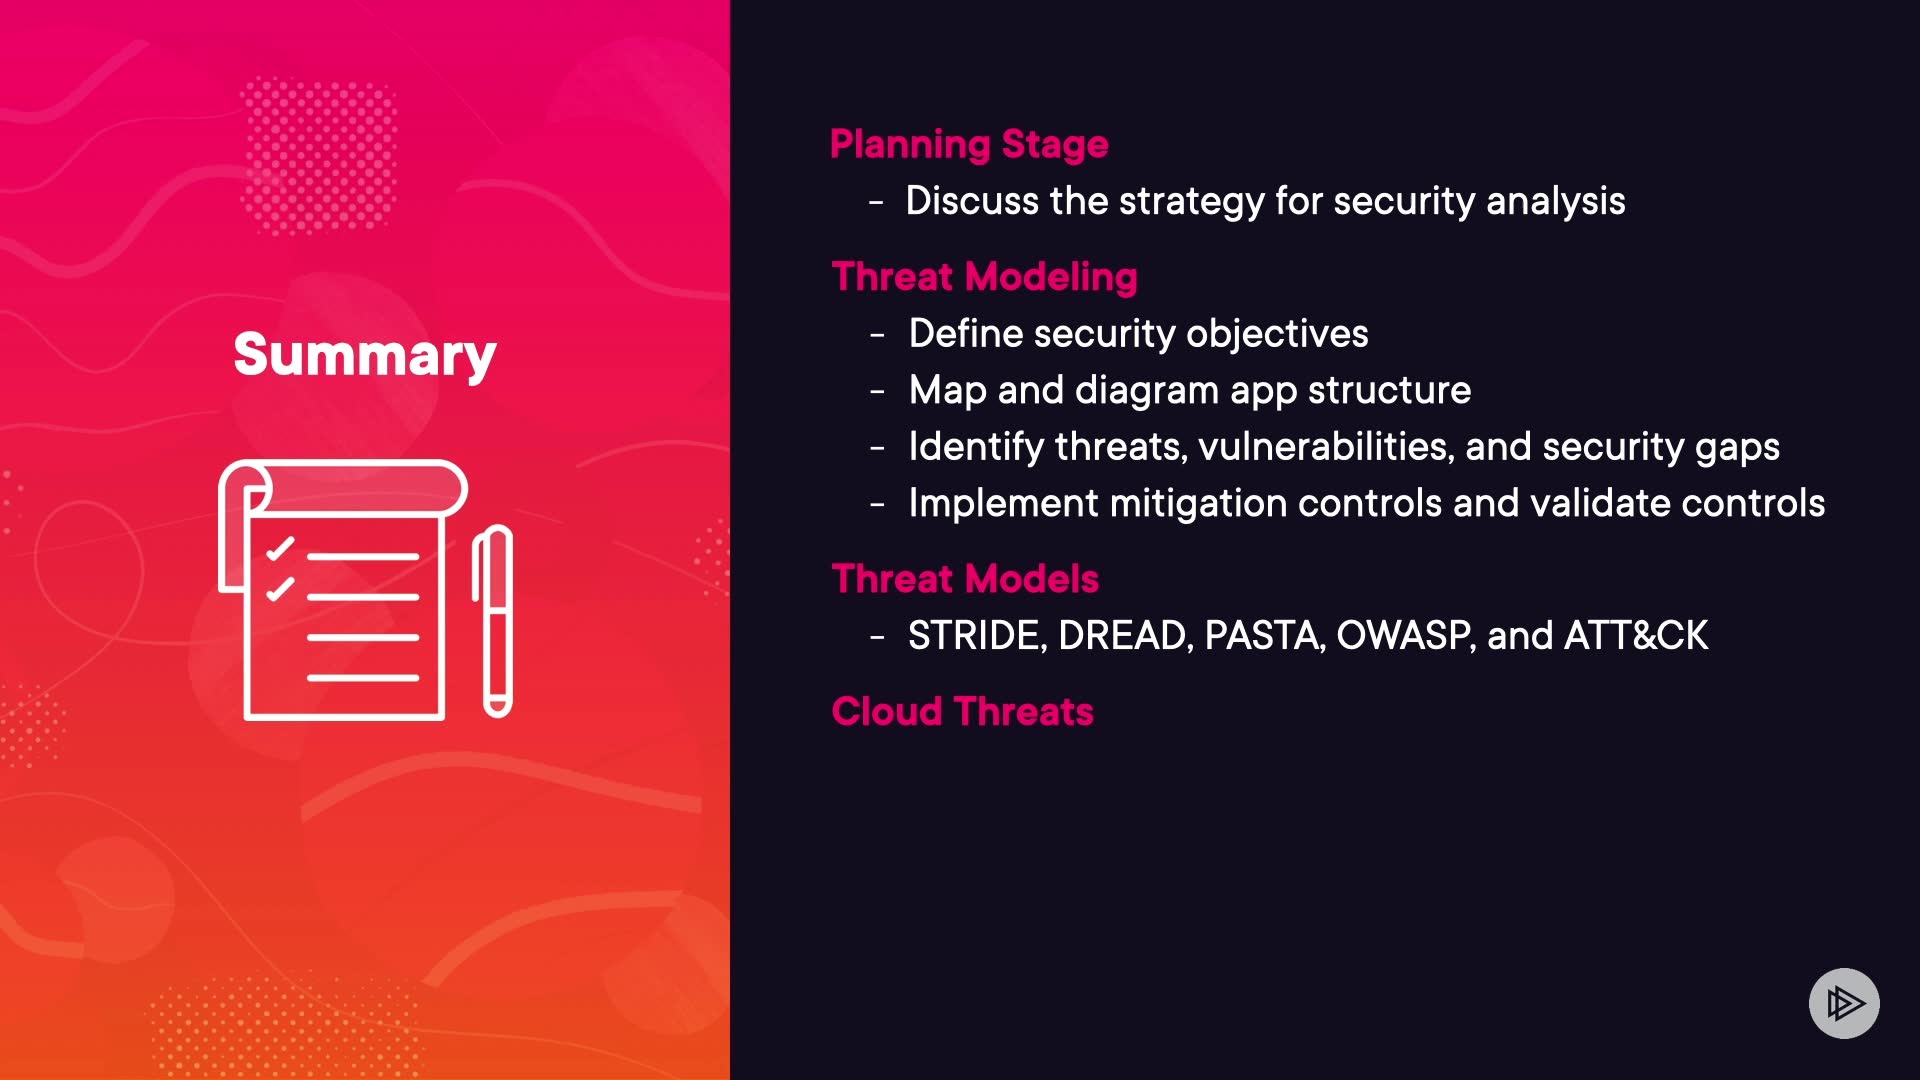 Summary
Planning Stage
- Discuss the strategy for security analysis
Threat Modeling
- Define security objectives
- Map and diagram app structure
- Identify threats, vulnerabilities, and security gaps
- Implement mitigation controls and validate controls
Threat Models
- STRIDE, DREAD, PASTA, OWASP, and ATT&CK
Cloud Threats